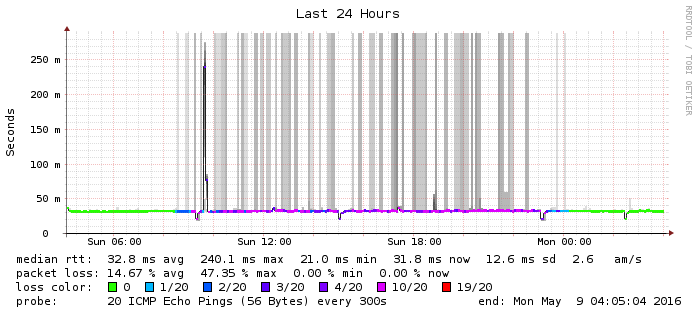 Last 24 Hours
RRDTOOL / TOBI OETIKER
Seconds
250 m
200 m
150 m
100 m
50 m
0
Sun 06:00 Sun 12:00 Sun 18:00 Mon 00:00
median rtt: 32.8 ms avg 240.1 ms max 21.0 ms min 31.8 ms now 12.6 ms sd 2.6 am/s
packet loss: 14.67 % avg 47.35 % max 0.00 % min 0.00 % now
loss color: 0 1/20 2/20 3/20 4/20 10/20 19/20
probe: 20 ICMP Echo Pings (56 Bytes) every 300s end: Mon May 9 04:05:04 2016